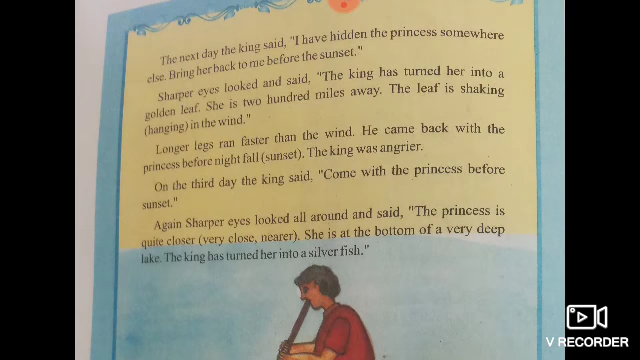 The next day the king said, "I have hidden the princess somewhere
else. Bring her back to me before the sunset."
Sharper eyes looked and said, "The king has turned her into a
golden leaf. She is two hundred miles away. The leaf is shaking
(hanging) in the wind."
Longer legs ran faster than the wind. He came back with the
princess before night fall (sunset). The king was angrier.
On the third day the king said, "Come with the princess before
sunset."
Again Sharper eyes looked all around and said, "The princess is
quite closer (very close, nearer). She is at the bottom of a very deep
lake. The king has turned her into a silver fish."
V RECORDER